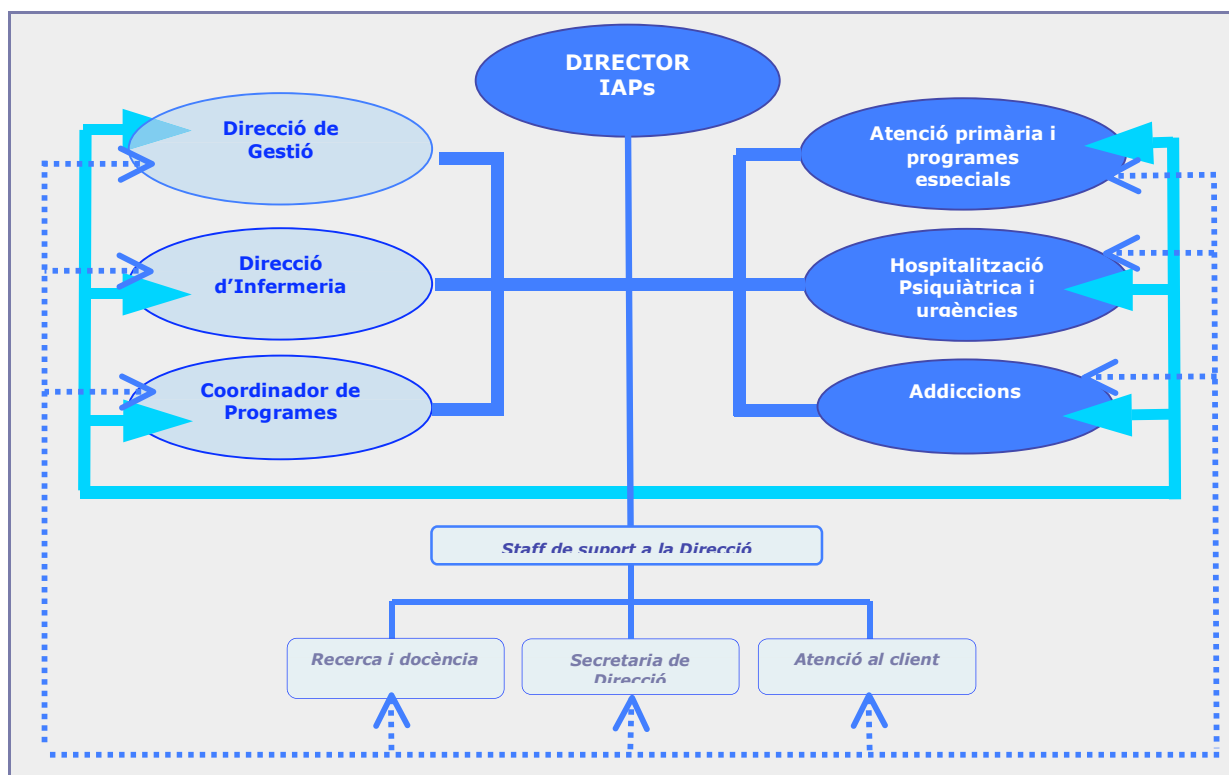 DIRECTOR
IAPs
Direcció de
Gestió
Atenció primària i
programes
especials
Direcció
d’Infermeria
Hospitalització
Psiquiàtrica i
urgències
Coordinador de
Programes
Addiccions
Staff de suport a la Direcció
Recerca i docència
Secretaria de
Direcció
Atenció al client